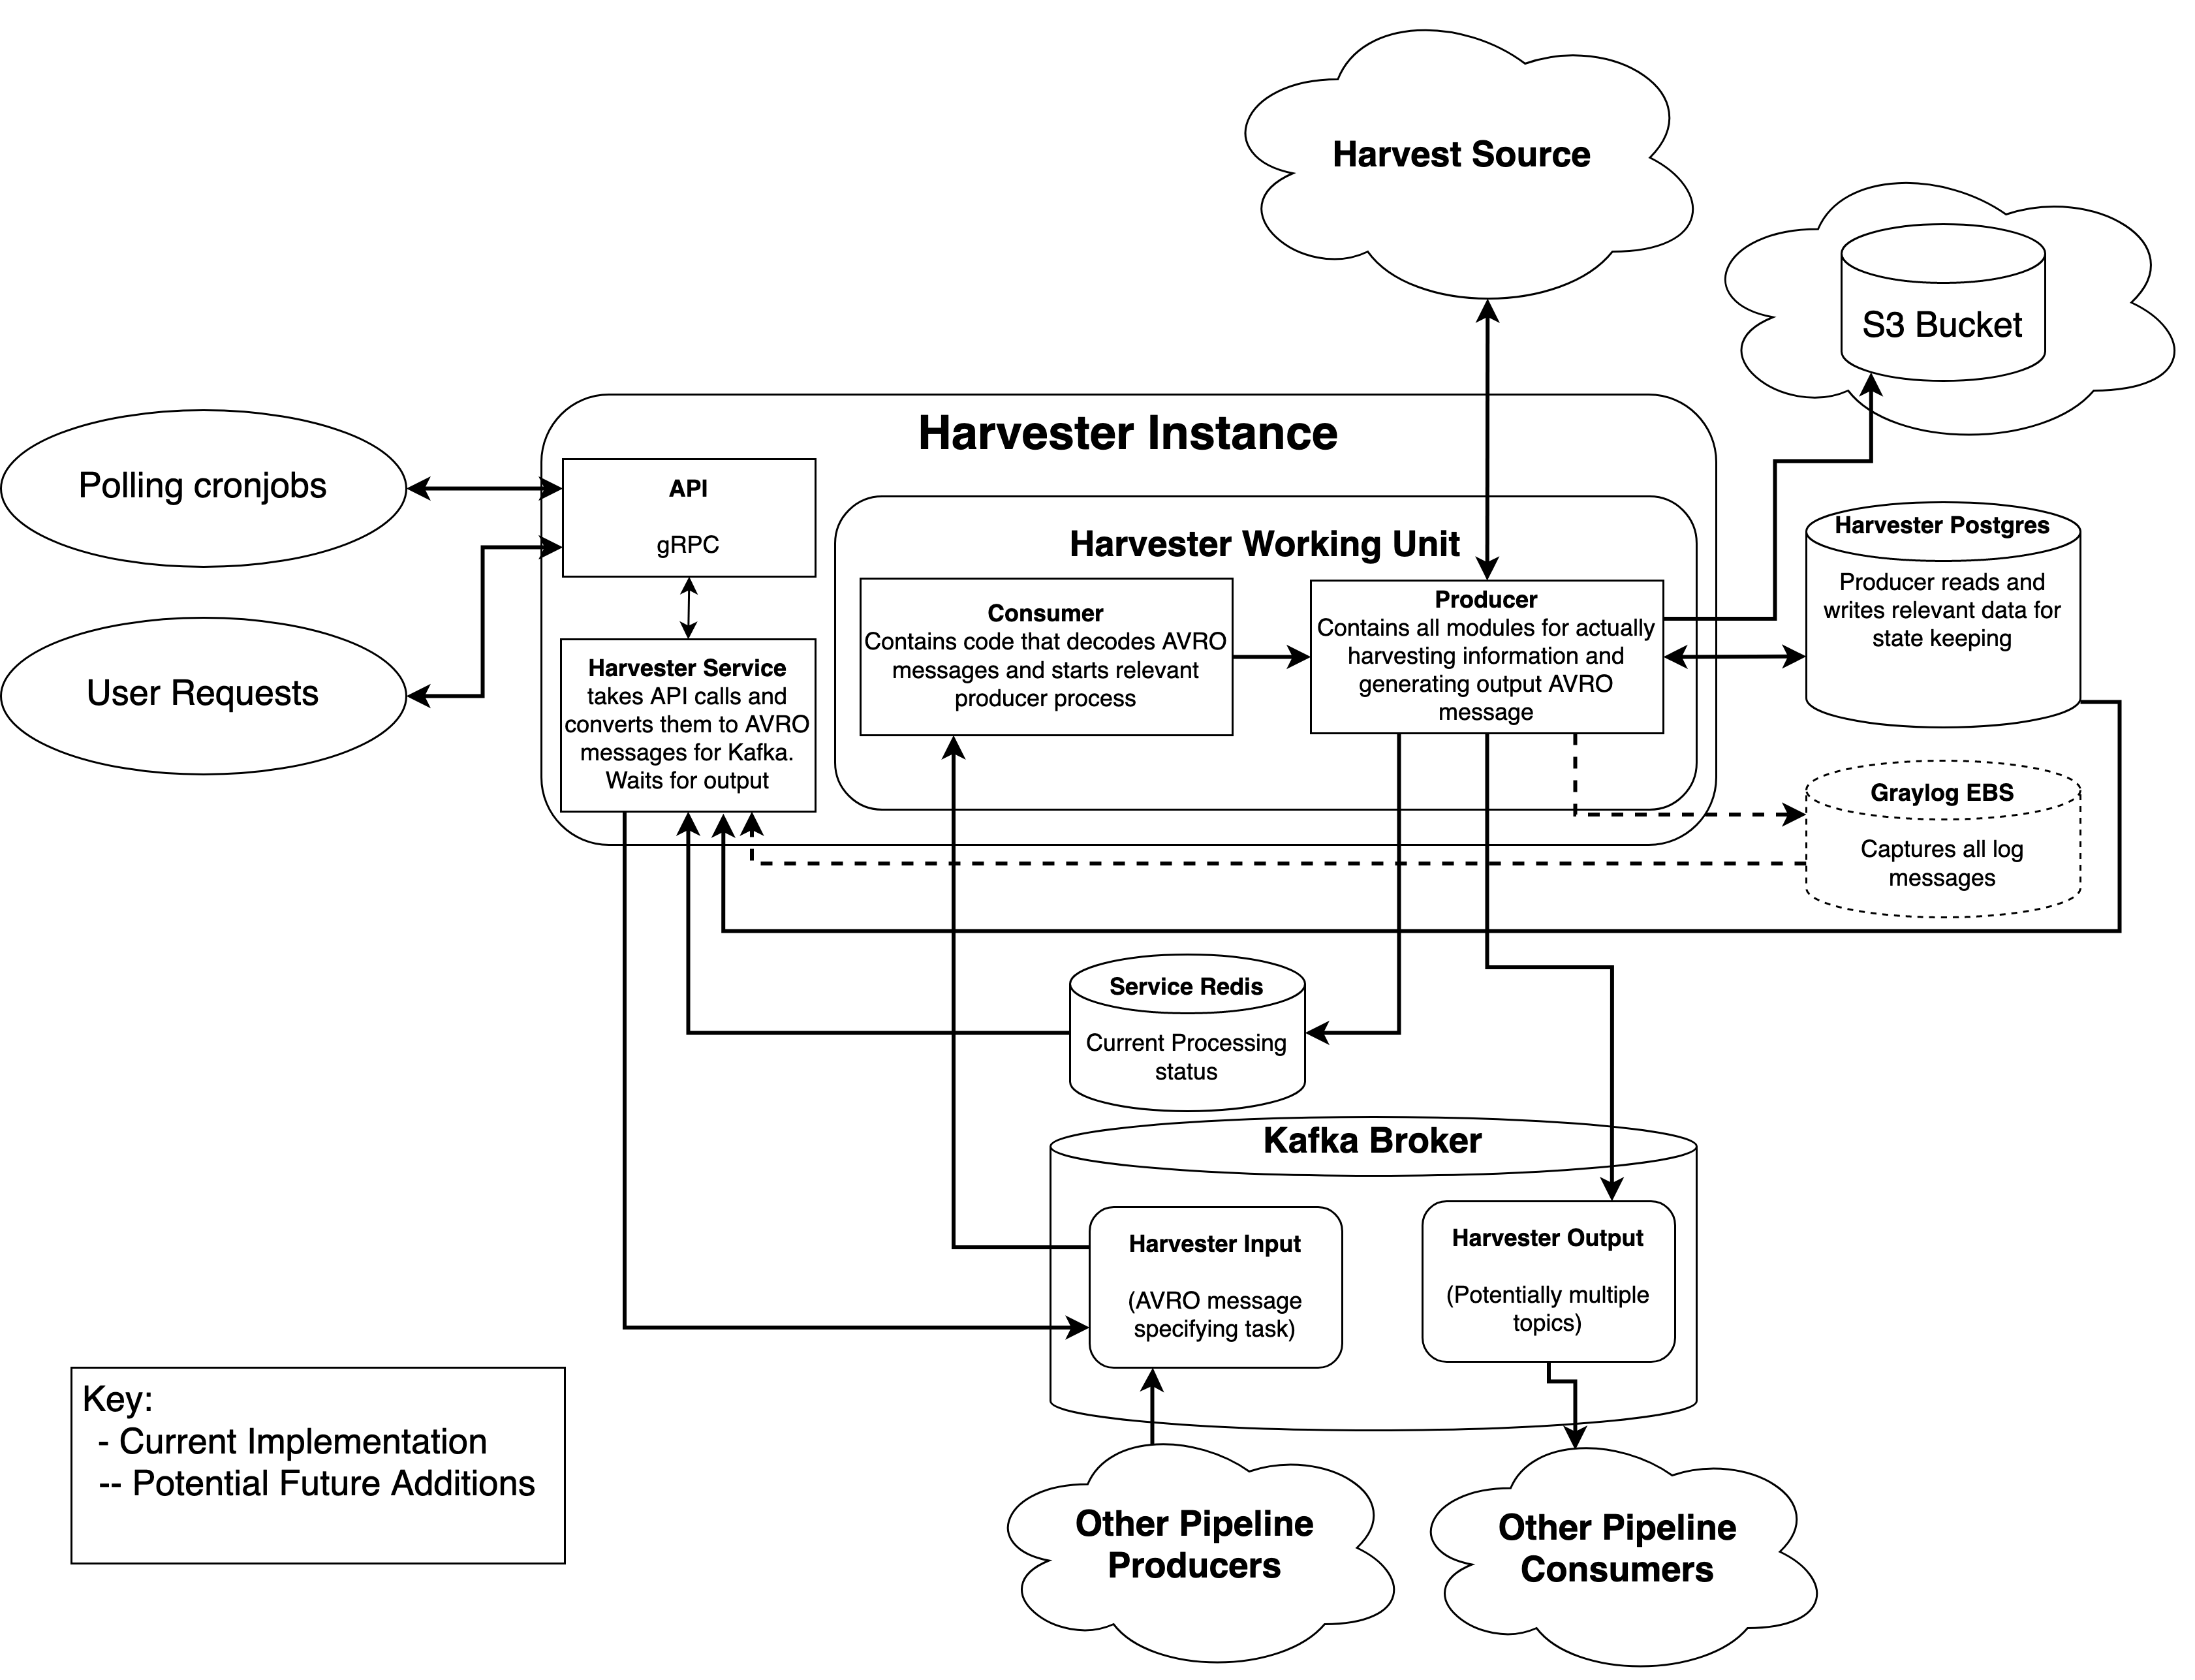 Harvest Source
S3 Bucket
Harvester Instance
Polling cronjobs
API
gRPC
Harvester Working Unit
Harvester Postgres
Producer reads and
writes relevant data for
state keeping
Consumer
Contains code that decodes AVRO
messages and starts relevant
producer process
Producer
Contains all modules for actually
harvesting information and
generating output AVRO
message
User Requests
Harvester Service
takes API calls and
converts them to AVRO
messages for Kafka.
Waits for output
Graylog EBS
Captures all log
messages
Service Redis
Current Processing
status
Kafka Broker
Harvester Input
(AVRO message
specifying task)
Harvester Output
(Potentially multiple
topics)
Key:
- Current Implementation
-- Potential Future Additions
Other Pipeline
Producers
Other Pipeline
Consumers